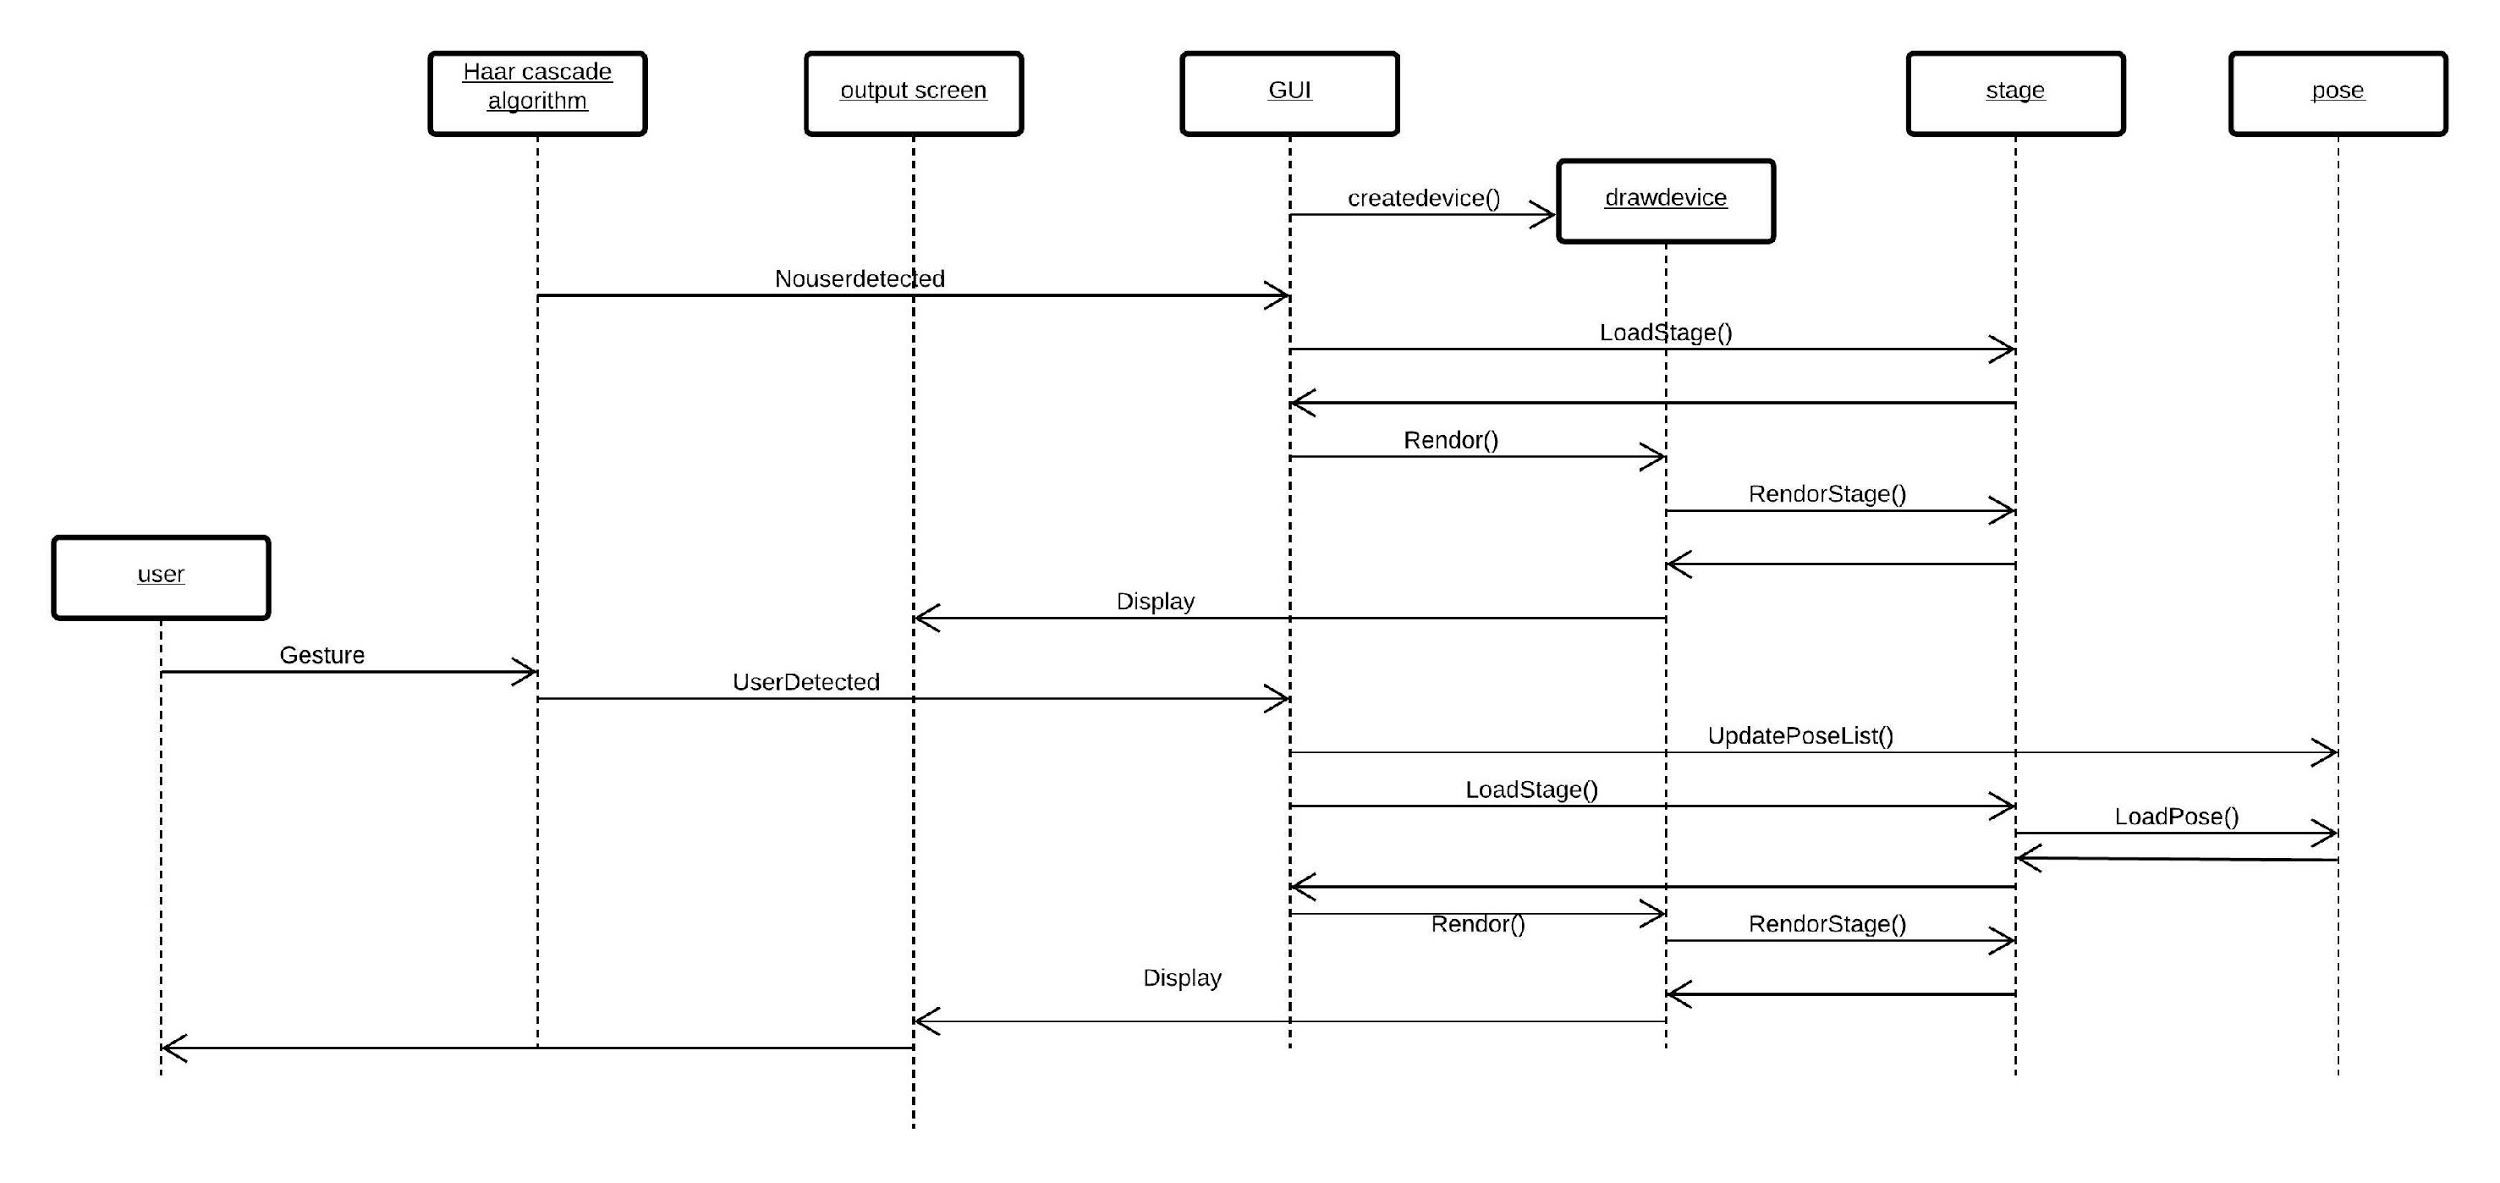 Haar cascade
algorithm
output screen
GUI
stage
pose
createdevice()
drawdevice
Nouserdetected
LoadStage()
Rendor()
RendorStage()
user
Display
Gesture
UserDetected
UpdatePoseList()
LoadStage()
LoadPose()
Rendor()
RendorStage()
Display